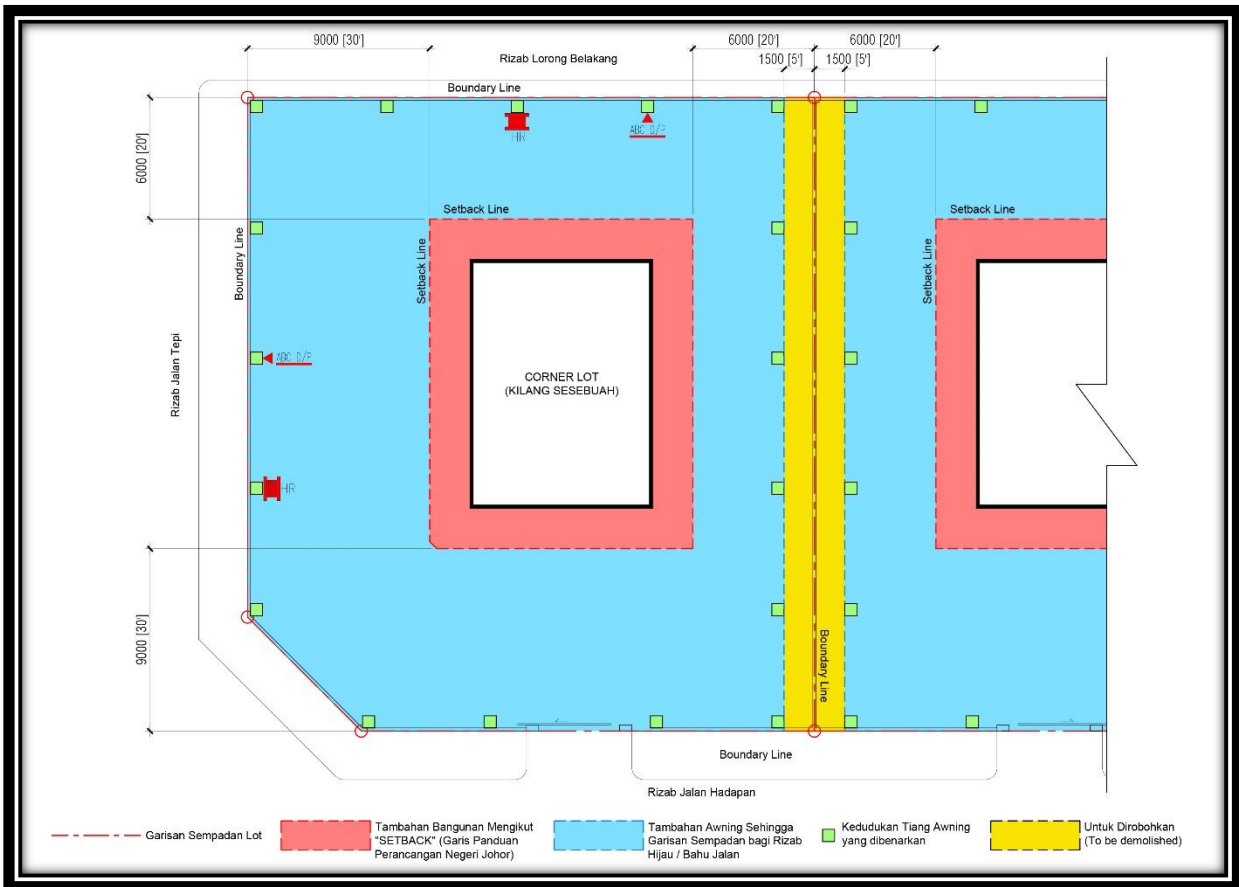 9000 [30']
6000 [20']
6000 [20']
Rizab Lorong Belakang
1500 [5']
1500 [5']
Boundary Line
HR
ABC D/P
6000 [20']
Setback Line
Setback Line
Boundary Line
Setback Line
Setback Line
Rizab Jalan Tepi
ABC D/P
CORNER LOT
(KILANG SESEBUAH)
HR
9000 [30']
Boundary Line
Boundary Line
Rizab Jalan Hadapan
Garisan Sempadan Lot
Tambahan Bangunan Mengikut
"SETBACK" (Garis Panduan
Perancangan Negeri Johor)
Tambahan Awning Sehingga
Garisan Sempadan bagi Rizab
Hijau / Bahu Jalan
Kedudukan Tiang Awning
yang dibenarkan
Untuk Dirobohkan
(To be demolished)